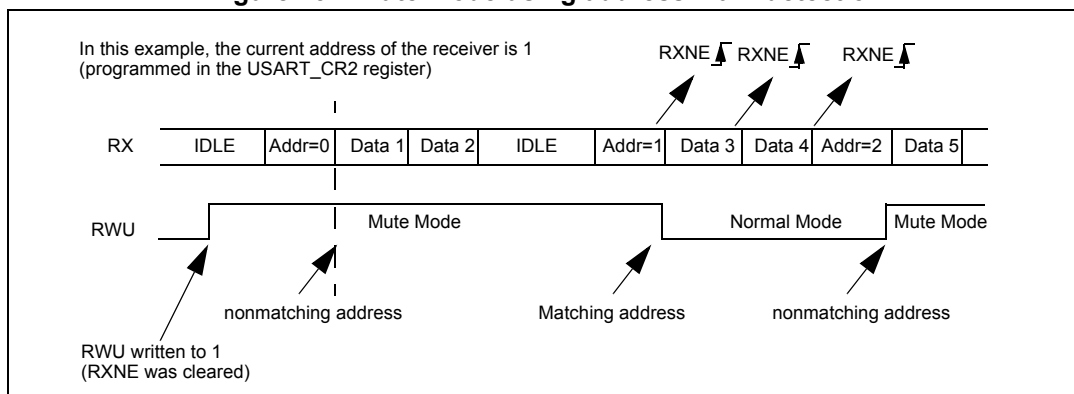 In this example, the current address of the receiver is 1
(programmed in the USART_CR2 register)
RXNE RXNE RXNE
RX IDLE Addr=0 Data 1 Data 2 IDLE Addr=1 Data 3 Data 4 Addr=2 Data 5
RWU Mute Mode Normal Mode Mute Mode
nonmatching address Matching address nonmatching address
RWU written to 1
(RXNE was cleared)